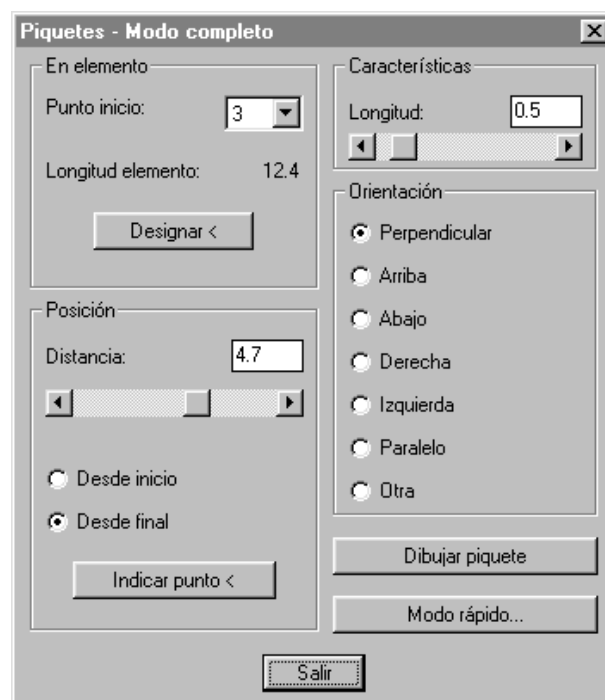 Piquetes - Modo completo
En elemento
Punto inicio: 3
Longitud elemento: 12.4
Designar <
Posición
Distancia: 4.7
Desde inicio
Desde final
Indicar punto <
Características
Longitud: 0.5
Orientación
Perpendicular
Arriba
Abajo
Derecha
Izquierda
Paralelo
Otra
Dibujar piquete
Modo rápido...
Salir